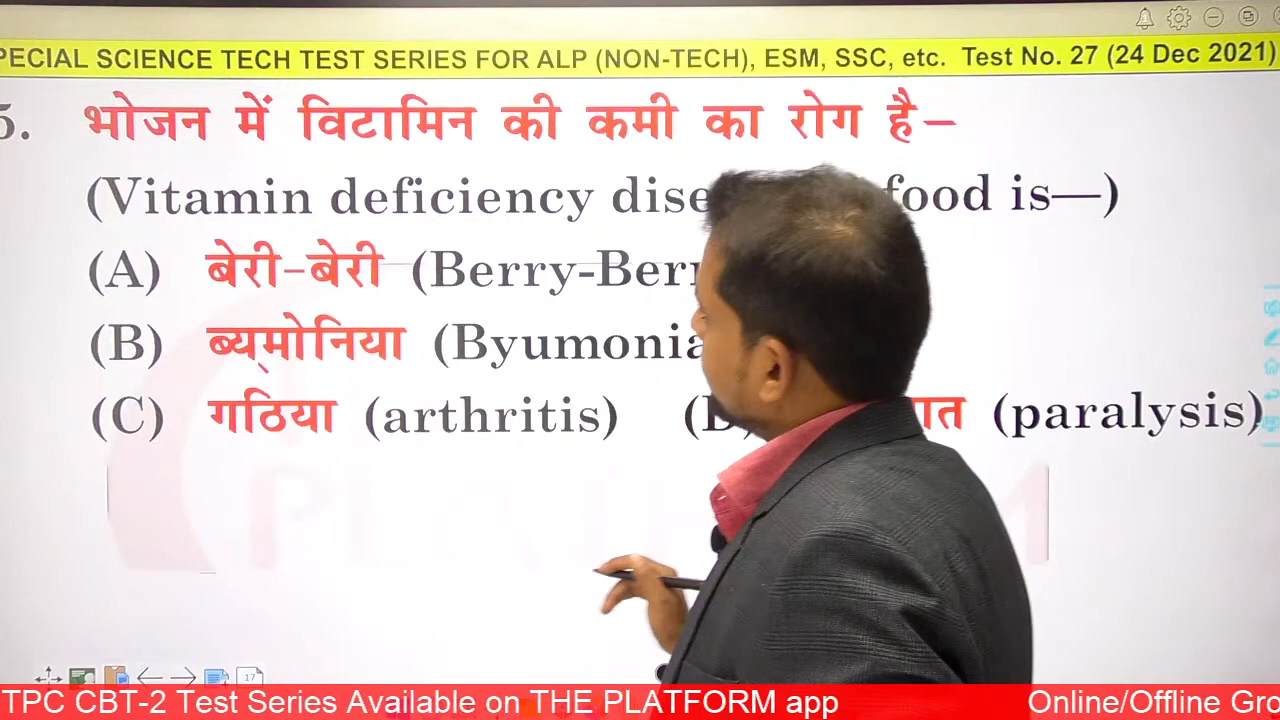 PECIAL SCIENCE TECH TEST SERIES FOR ALP (NON-TECH), ESM, SSC, etc. Test No. 27 (24 Dec 2021)
5. भोजन में विटामिन की कमी का रोग है–
(Vitamin deficiency dise food is—)
(A) बेरी-बेरी (Berry-Berr
(B) ब्यूमोनिया (Byumonia
(C) गठिया (arthritis) (D) ात (paralysis)
17
TPC CBT-2 Test Series Available on THE PLATFORM app Online/Offline Gro